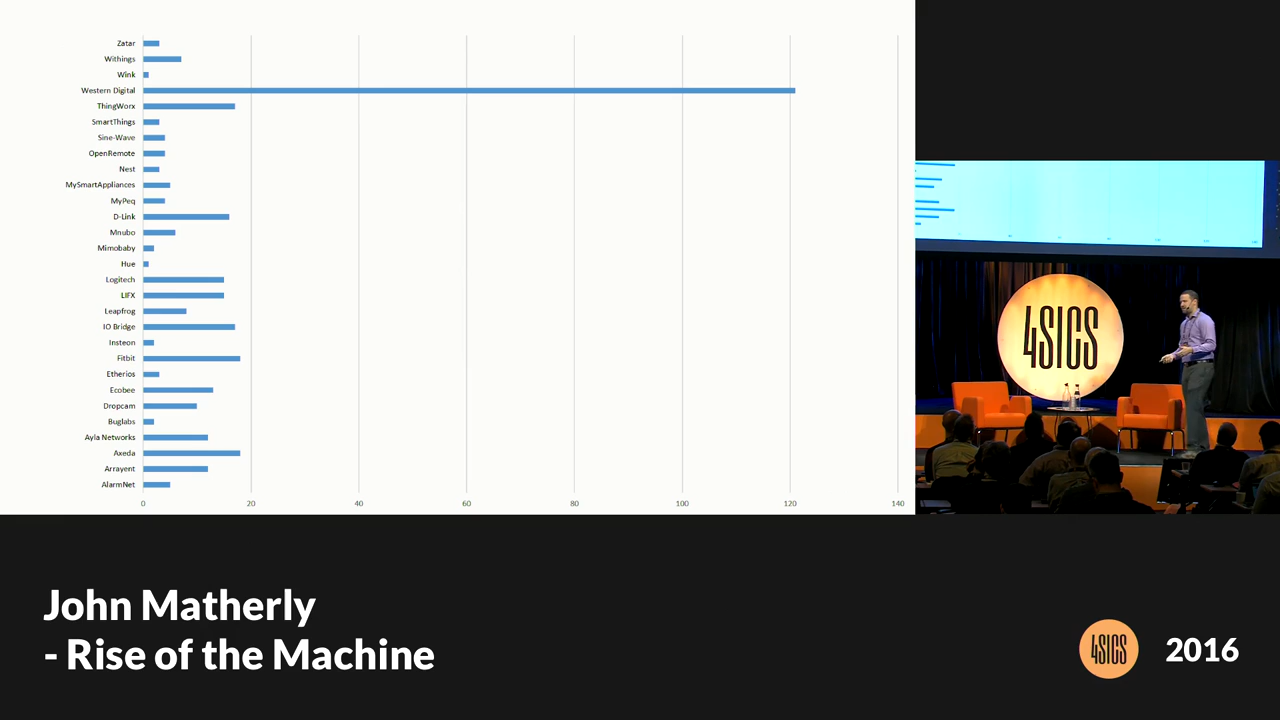 Zatar
Withings
Wink
Western Digital
ThingWorx
SmartThings
Sine-Wave
OpenRemote
Nest
MySmartAppliances
MyPeq
D-Link
Mnubo
Mimobaby
Hue
Logitech
LIFX
Leapfrog
IO Bridge
Insteon
Fitbit
Etherios
Ecobee
Dropcam
Buglabs
Ayla Networks
Axeda
Arrayent
AlarmNet
0 20 40 60 80 100 120 140
4SICS
John Matherly
- Rise of the Machine
4SICS 2016